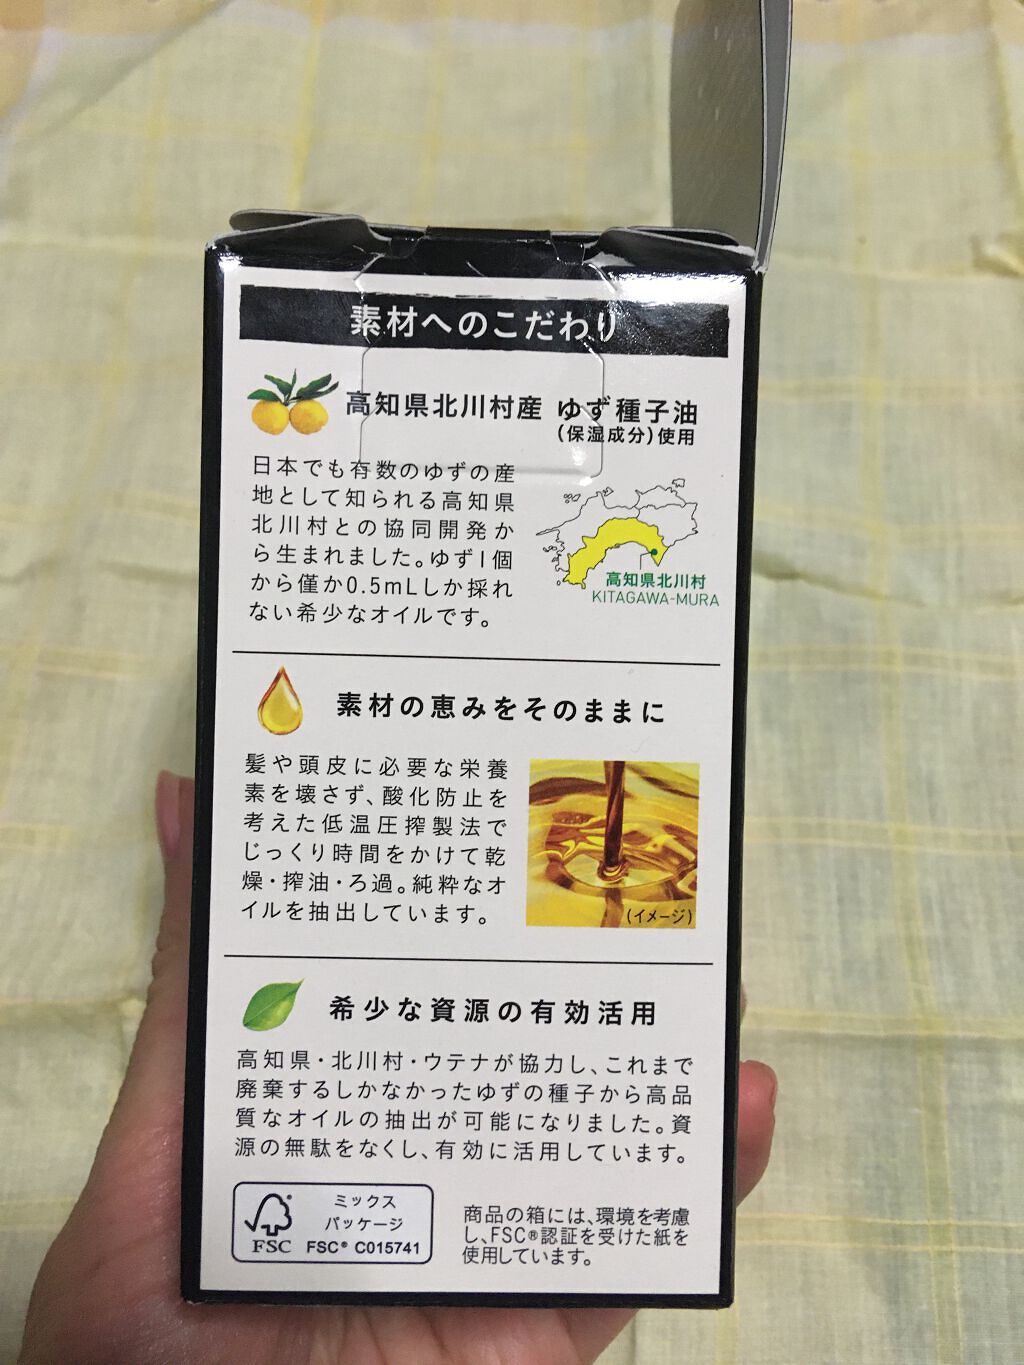 素材へのこだわり
高知県北川村産 ゆず種子油
(保湿成分)使用
日本でも有数のゆずの産
地として知られる高知県
北川村との協同開発か
ら生まれました。ゆず1個
から僅か0.5mLしか採れ
ない希少なオイルです。
高知県北川村
KITAGAWA-MURA
素材の恵みをそのままに
髪や頭皮に必要な栄養
素を壊さず、酸化防止を
考えた低温圧搾製法で
じっくり時間をかけて乾
燥・搾油・ろ過。純粋なオ
イルを抽出しています。
(イメージ)
希少な資源の有効活用
高知県・北川村・ウテナが協力し、これまで
廃棄するしかなかったゆずの種子から高品
質なオイルの抽出が可能になりました。資
源の無駄をなくし、有効に活用しています。
ミックス
パッケージ
FSC FSC® C015741
商品の箱には、環境を考慮
し、FSC®認証を受けた紙を
使用しています。